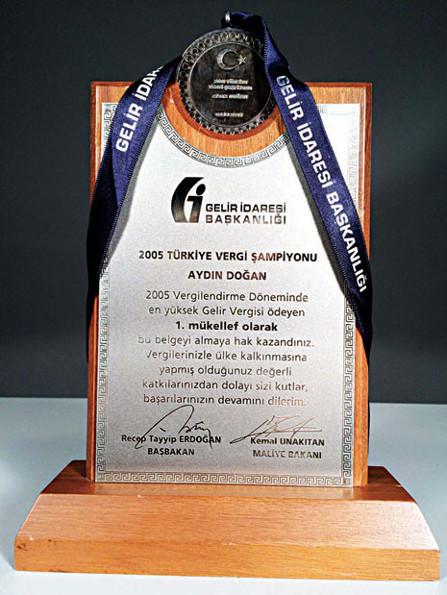 GELİR İDARESİ BAŞKANLIĞI
GELİR İDA
GELİR İDARESİ
BAŞKANLIĞI
2005 TÜRKİYE VERGİ ŞAMPİYONU
AYDIN DOĞAN
2005 Vergilendirme Döneminde
en yüksek Gelir Vergisi ödeyen
1. mükellef olarak
bu belgeyi almaya hak kazandınız.
Vergilerinizle ülke kalkınmasına
yapmış olduğunuz değerli
katkılarınızdan dolayı sizi kutlar,
başarılarınızın devamını dilerim.
Recep Tayyip ERDOĞAN Kemal UNAKITAN
BAŞBAKAN MALİYE BAKANI